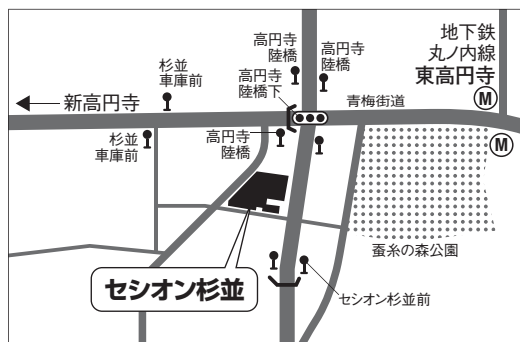 地下鉄
丸ノ内線
東高円寺
Ⓜ
高円寺
陸橋
高円寺
陸橋
杉並
車庫前
高円寺
陸橋下
← 新高円寺
青梅街道
杉並
車庫前
高円寺
陸橋
Ⓜ
蚕糸の森公園
セシオン杉並
セシオン杉並前